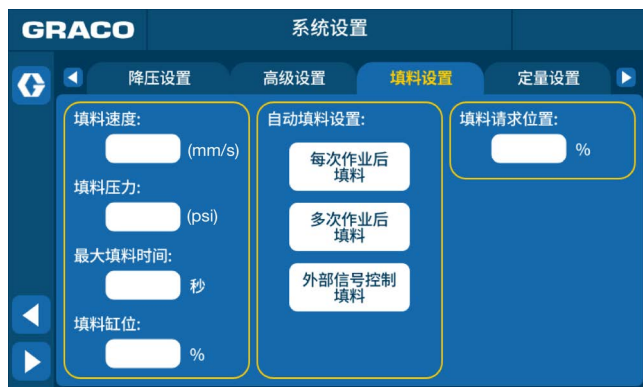 GRACO
系统设置
降压设置
高级设置
填料设置
定量设置
填料速度:
(mm/s)
填料压力:
(psi)
最大填料时间:
秒
填料缸位:
%
自动填料设置:
每次作业后
填料
多次作业后
填料
外部信号控制
填料
填料请求位置:
%